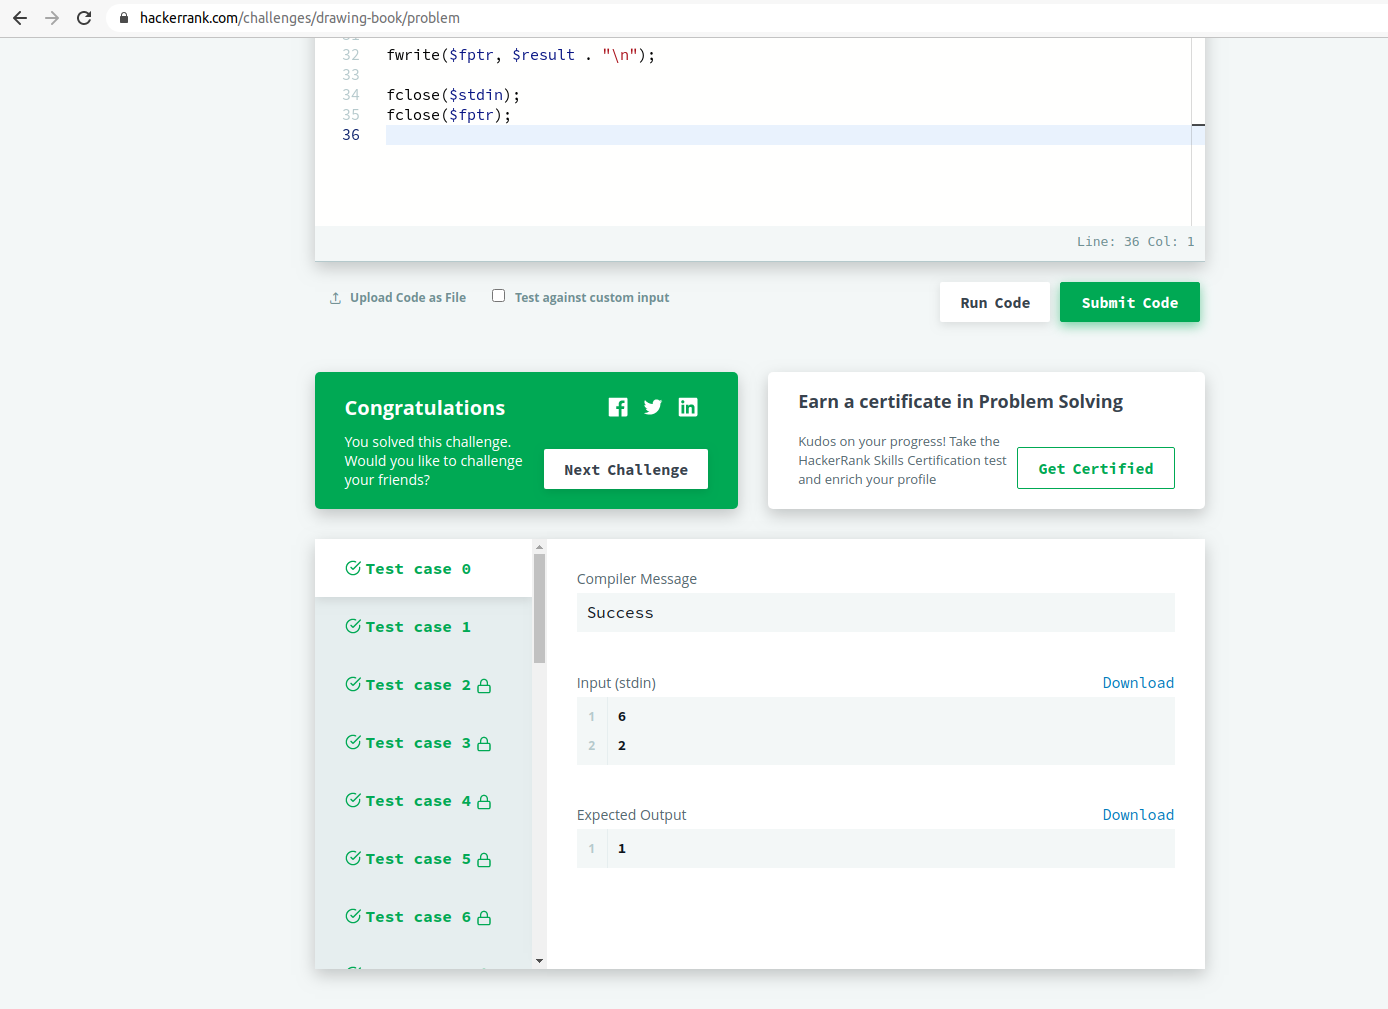 hackerrank.com/challenges/drawing-book/problem
32 fwrite($fptr, $result . "\n");
33
34 fclose($stdin);
35 fclose($fptr);
36
Line: 36 Col: 1
Upload Code as File
Test against custom input
Run Code
Submit Code
Congratulations
You solved this challenge.
Would you like to challenge
your friends?
Next Challenge
Earn a certificate in Problem Solving
Kudos on your progress! Take the
HackerRank Skills Certification test
and enrich your profile
Get Certified
Test case 0
Test case 1
Test case 2
Test case 3
Test case 4
Test case 5
Test case 6
Compiler Message
Success
Input (stdin)
Download
1 6
2 2
Expected Output
Download
1 1